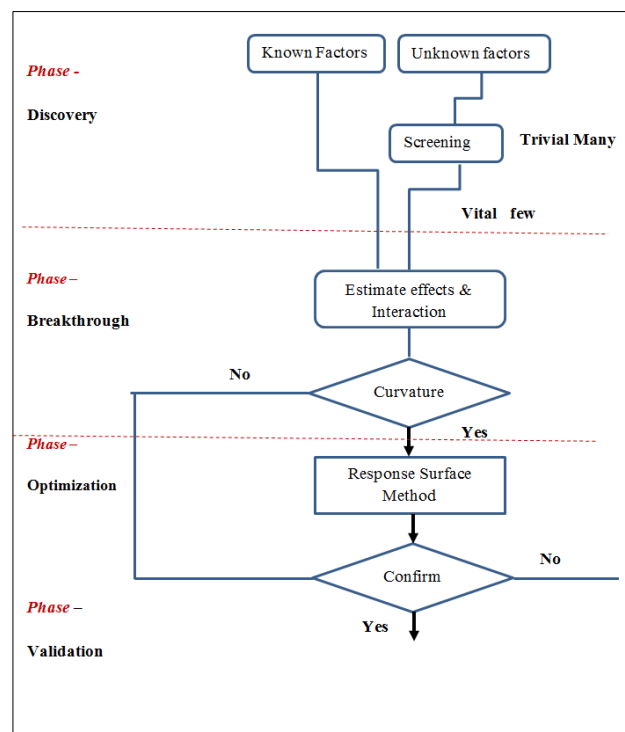 Known Factors
Unknown factors
Phase -
Discovery
Screening
Trivial Many
Vital few
Phase –
Estimate effects &
Interaction
Breakthrough
No
Curvature
Yes
Phase –
Response Surface
Method
Optimization
No
Confirm
Phase –
Yes
Validation